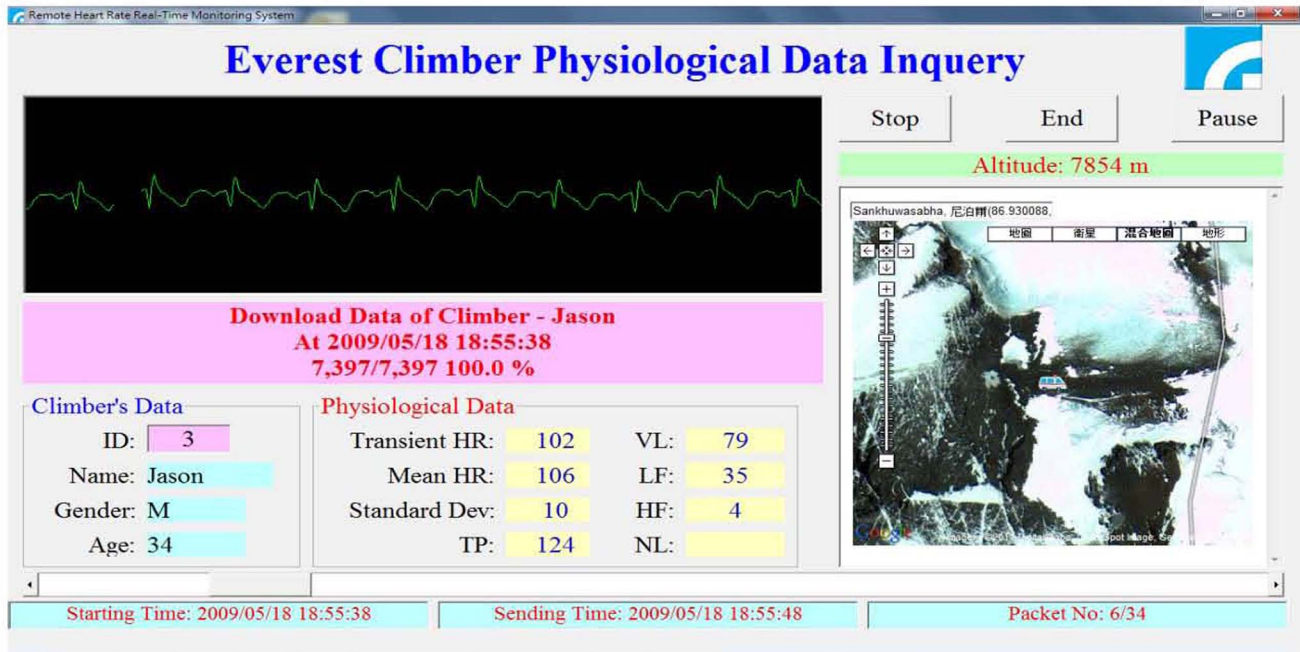 Remote Heart Rate Real-Time Monitoring System
Everest Climber Physiological Data Inquery
Stop End Pause
Altitude: 7854 m
Sankhuwasabha, 尼泊爾(86.930088,
地圖 衛星 混合地圖 地形
Download Data of Climber - Jason
At 2009/05/18 18:55:38
7,397/7,397 100.0 %
Climber's Data
ID: 3
Name: Jason
Gender: M
Age: 34
Physiological Data
Transient HR: 102 VL: 79
Mean HR: 106 LF: 35
Standard Dev: 10 HF: 4
TP: 124 NL:
Google
Starting Time: 2009/05/18 18:55:38
Sending Time: 2009/05/18 18:55:48
Packet No: 6/34